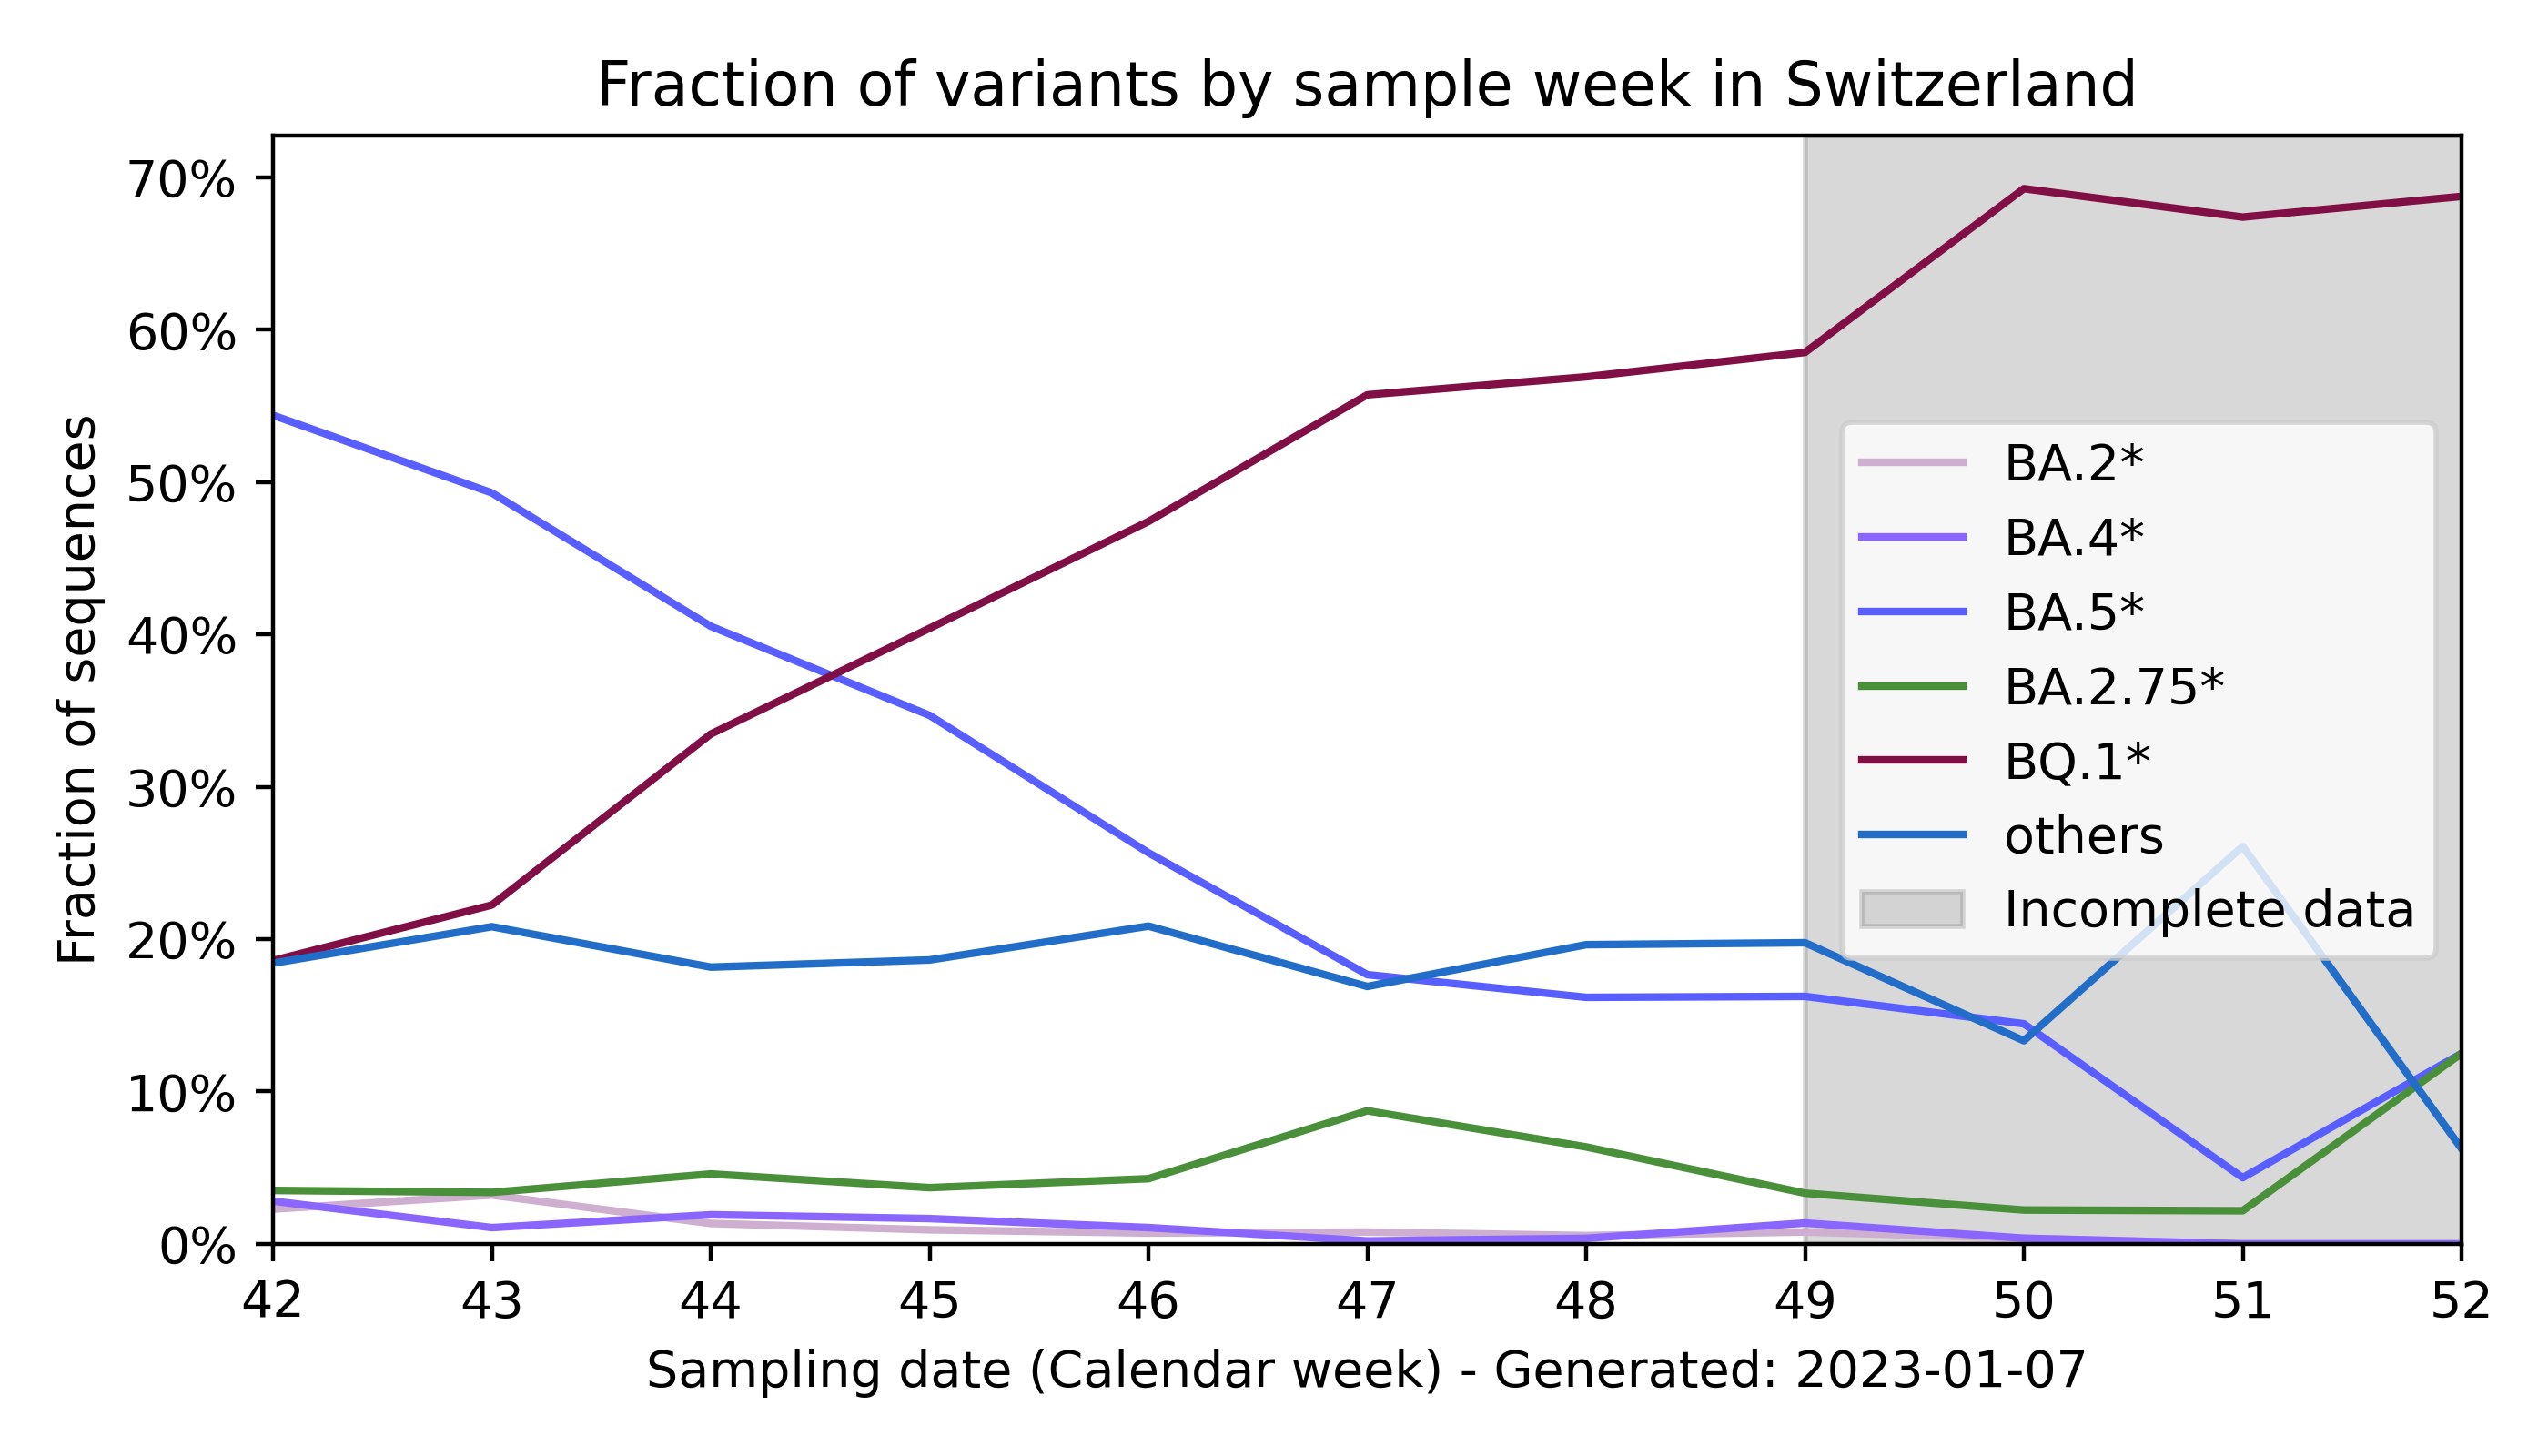 Fraction of variants by sample week in Switzerland
Fraction of sequences
70%
60%
50%
40%
30%
20%
10%
0%
BA.2*
BA.4*
BA.5*
BA.2.75*
BQ.1*
others
Incomplete data
42 43 44 45 46 47 48 49 50 51 52
Sampling date (Calendar week) - Generated: 2023-01-07